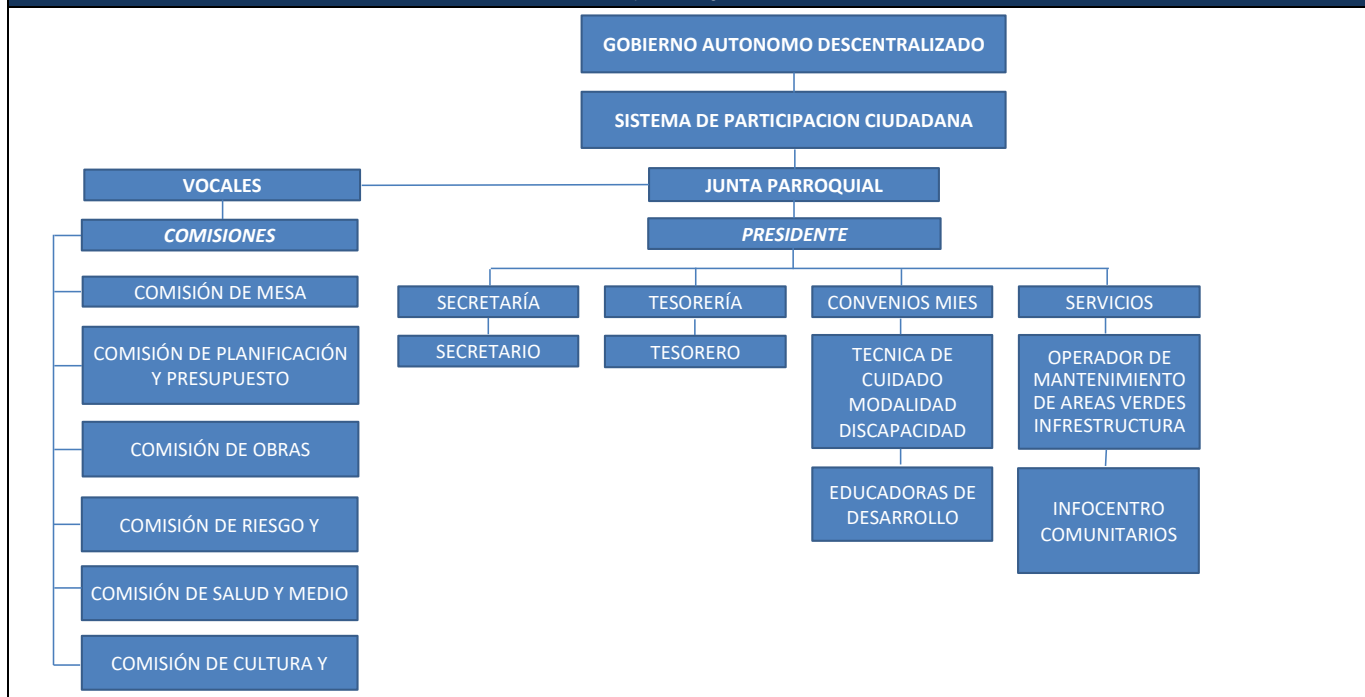 GOBIERNO AUTONOMO DESCENTRALIZADO
SISTEMA DE PARTICIPACION CIUDADANA
VOCALES
JUNTA PARROQUIAL
COMISIONES
PRESIDENTE
COMISIÓN DE MESA
COMISIÓN DE PLANIFICACIÓN
Y PRESUPUESTO
COMISIÓN DE OBRAS
COMISIÓN DE RIESGO Y
COMISIÓN DE SALUD Y MEDIO
COMISIÓN DE CULTURA Y
SECRETARÍA
SECRETARIO
TESORERÍA
TESORERO
CONVENIOS MIES
TECNICA DE
CUIDADO
MODALIDAD
DISCAPACIDAD
EDUCADORAS DE
DESARROLLO
SERVICIOS
OPERADOR DE
MANTENIMIENTO
DE AREAS VERDES
INFRESTRUCTURA
INFOCENTRO
COMUNITARIOS